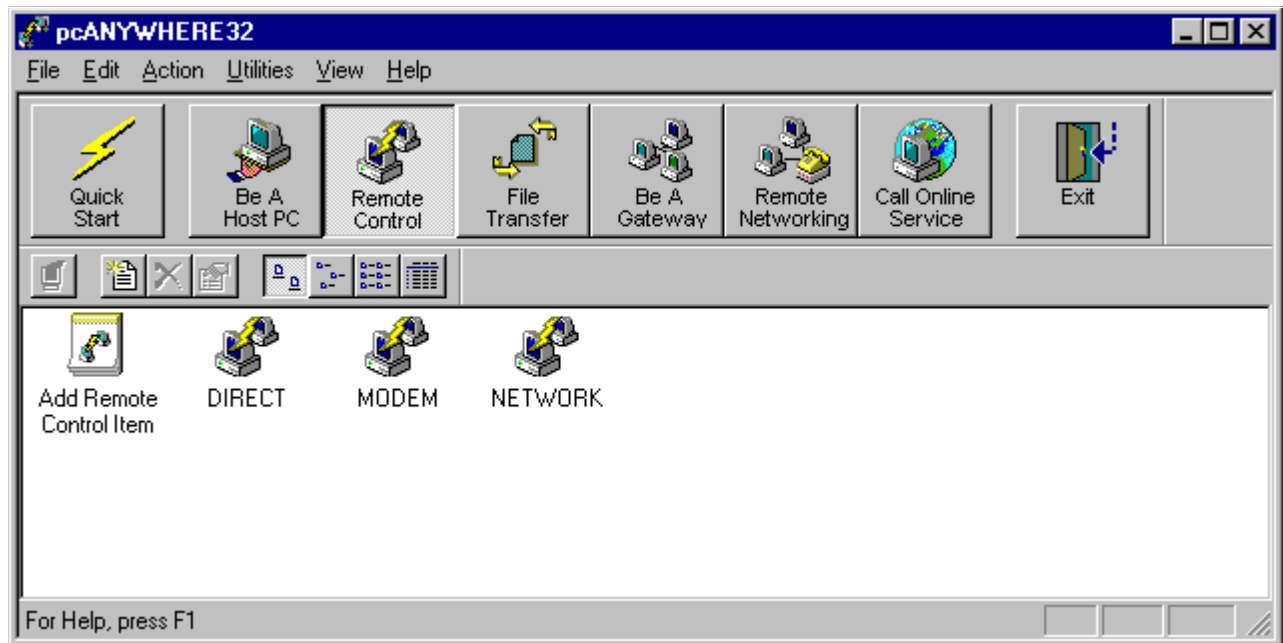 pcANYWHERE32
File Edit Action Utilities View Help
Quick
Start
Be A
Host PC
Remote
Control
File
Transfer
Be A
Gateway
Remote
Networking
Call Online
Service
Exit
Add Remote
Control Item
DIRECT
MODEM
NETWORK
For Help, press F1